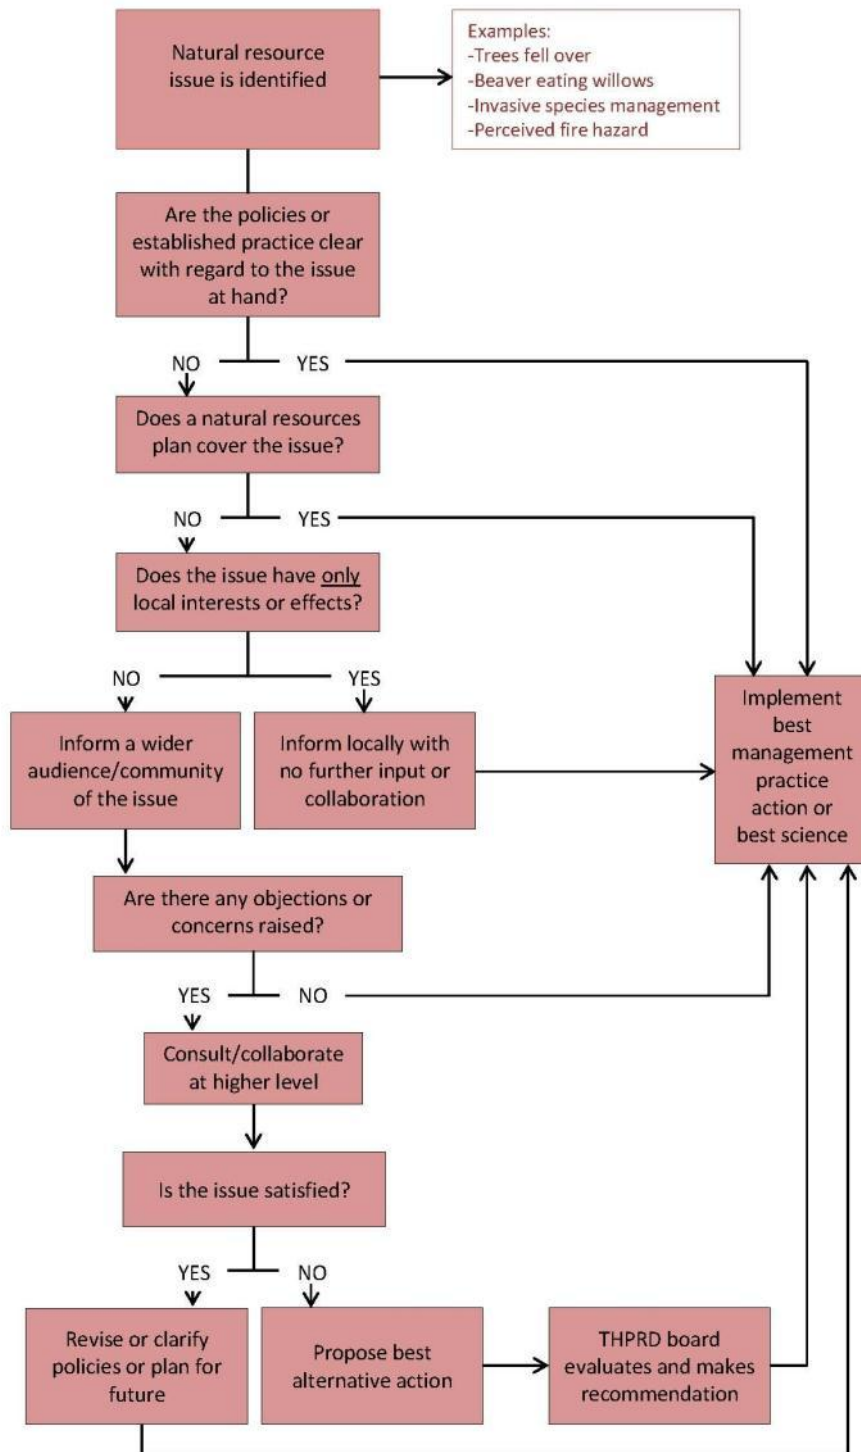 Natural resource
issue is identified
Examples:
-Trees fell over
-Beaver eating willows
-Invasive species management
-Perceived fire hazard
Are the policies or
established practice clear
with regard to the issue
at hand?
NO
YES
Does a natural resources
plan cover the issue?
NO
YES
Does the issue have only
local interests or effects?
NO
YES
Inform a wider
audience/community
of the issue
Inform locally with
no further input or
collaboration
Implement
best
management
practice
action or
best science
Are there any objections or
concerns raised?
YES
NO
Consult/collaborate
at higher level
Is the issue satisfied?
YES
NO
Revise or clarify
policies or plan for
future
Propose best
alternative action
THPRD board
evaluates and makes
recommendation